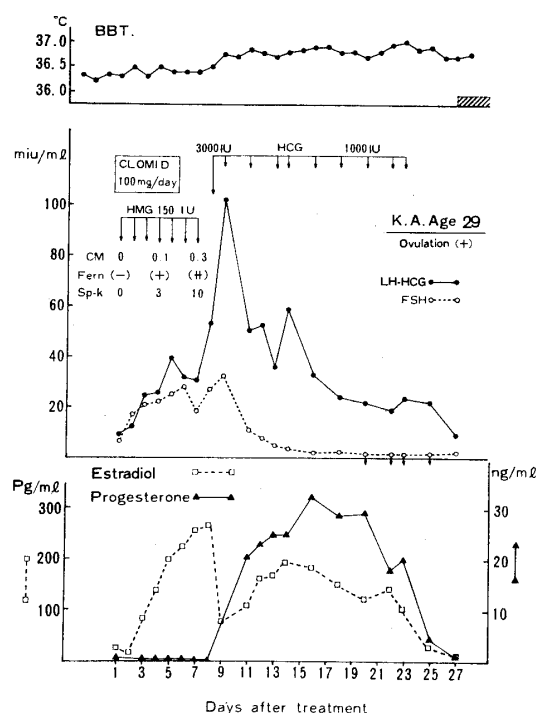 °C
BBT.
37.0
36.5
36.0
miu/mℓ
3000IU
HCG
1000IU
CLOMID
100mg/day
HMG 150 IU
100
80
60
40
20
CM 0 0.1 0.3
Fern (−) (+) (⧺)
Sp-k 0 3 10
K.A. Age 29
Ovulation (+)
LH-HCG
FSH
Estradiol
Progesterone
Pg/mℓ
ng/mℓ
300
200
100
30
20
10
1 3 5 7 9 11 13 15 17 19 21 23 25 27
Days after treatment